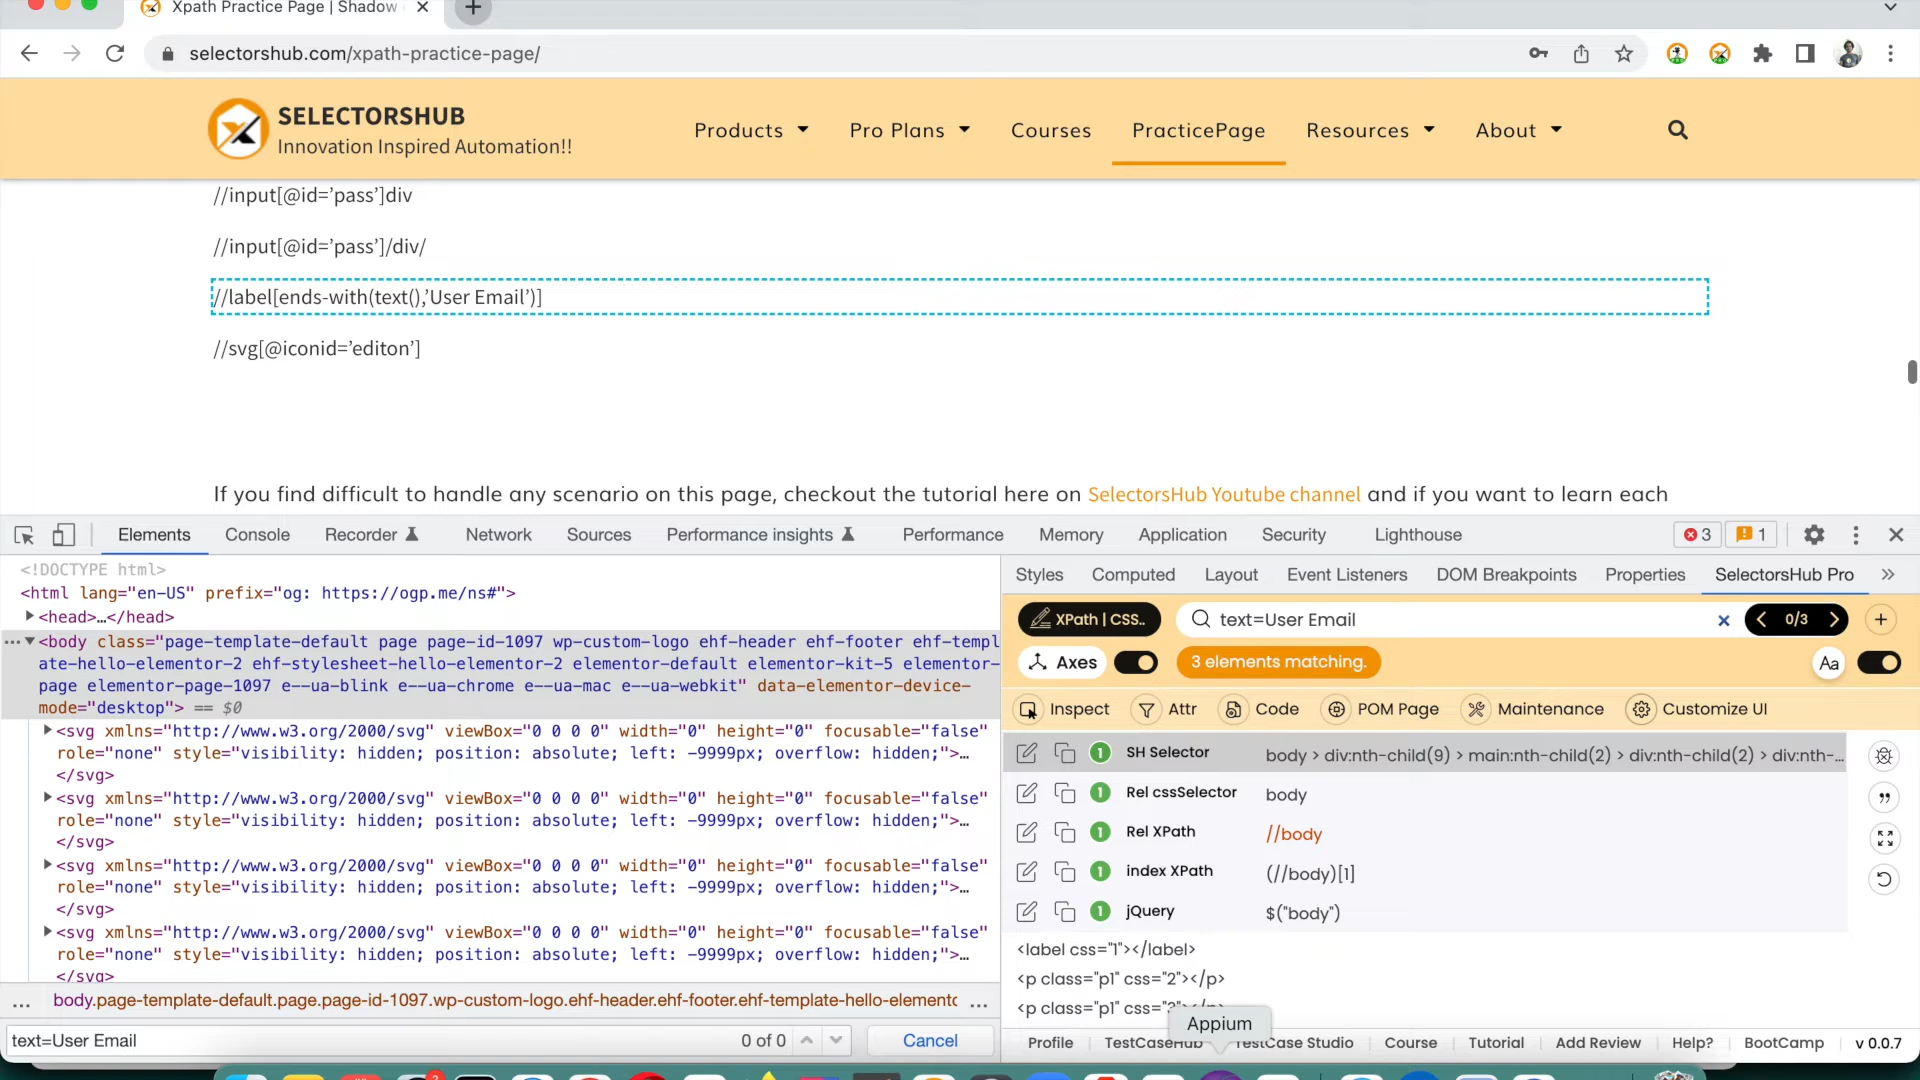 Xpath Practice Page | Shadow
selectorshub.com/xpath-practice-page/
SELECTORSHUB
Innovation Inspired Automation!!
Products
Pro Plans
Courses
PracticePage
Resources
About
//input[@id=’pass’]div
//input[@id=’pass’]/div/
//label[ends-with(text(),’User Email’)]
//svg[@iconid=’editon’]
If you find difficult to handle any scenario on this page, checkout the tutorial here on SelectorsHub Youtube channel and if you want to learn each
Elements
Console
Recorder
Network
Sources
Performance insights
Performance
Memory
Application
Security
Lighthouse
3
1
<!DOCTYPE html>
<html lang="en-US" prefix="og: https://ogp.me/ns#">
<head>…</head>
<body class="page-template-default page page-id-1097 wp-custom-logo ehf-header ehf-footer ehf-templ
ate-hello-elementor-2 ehf-stylesheet-hello-elementor-2 elementor-default elementor-kit-5 elementor-
page elementor-page-1097 e--ua-blink e--ua-chrome e--ua-mac e--ua-webkit" data-elementor-device-
mode="desktop"> == $0
<svg xmlns="http://www.w3.org/2000/svg" viewBox="0 0 0 0" width="0" height="0" focusable="false"
role="none" style="visibility: hidden; position: absolute; left: -9999px; overflow: hidden;">…
</svg>
<svg xmlns="http://www.w3.org/2000/svg" viewBox="0 0 0 0" width="0" height="0" focusable="false"
role="none" style="visibility: hidden; position: absolute; left: -9999px; overflow: hidden;">…
</svg>
<svg xmlns="http://www.w3.org/2000/svg" viewBox="0 0 0 0" width="0" height="0" focusable="false"
role="none" style="visibility: hidden; position: absolute; left: -9999px; overflow: hidden;">…
</svg>
<svg xmlns="http://www.w3.org/2000/svg" viewBox="0 0 0 0" width="0" height="0" focusable="false"
role="none" style="visibility: hidden; position: absolute; left: -9999px; overflow: hidden;">…
</svg>
... body.page-template-default.page.page-id-1097.wp-custom-logo.ehf-header.ehf-footer.ehf-template-hello-elemento ...
text=User Email
0 of 0
Cancel
Styles
Computed
Layout
Event Listeners
DOM Breakpoints
Properties
SelectorsHub Pro
XPath | CSS..
text=User Email
0/3
Axes
3 elements matching.
Aa
Inspect
Attr
Code
POM Page
Maintenance
Customize UI
1 SH Selector body > div:nth-child(9) > main:nth-child(2) > div:nth-child(2) > div:nth-...
1 Rel cssSelector body
1 Rel XPath //body
1 index XPath (//body)[1]
1 jQuery $("body")
<label css="1"></label>
<p class="p1" css="2"></p>
<p class="p1" css="3"></p>
Appium
Profile
TestCaseHub
TestCase Studio
Course
Tutorial
Add Review
Help?
BootCamp
v 0.0.7